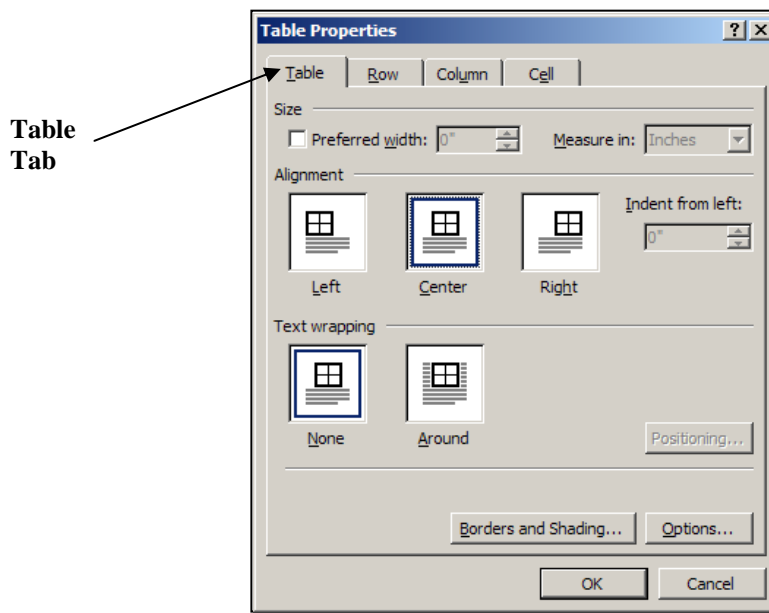 Table Properties
Table Row Column Cell
Table
Tab
Size
Preferred width: 0" Measure in: Inches
Alignment
Indent from left:
0"
Left Center Right
Text wrapping
None Around
Positioning...
Borders and Shading... Options...
OK Cancel